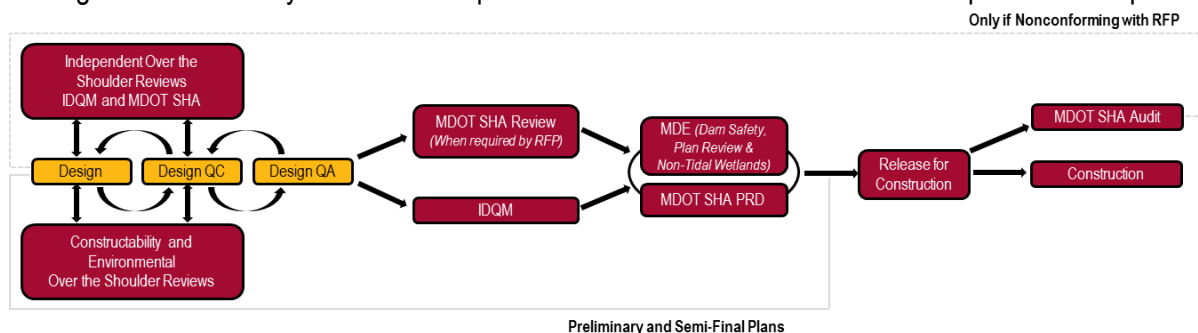 Only if Nonconforming with RFP
Independent Over the
Shoulder Reviews
IDQM and MDOT SHA
Design
Design QC
Design QA
Constructability and
Environmental
Over the Shoulder Reviews
MDOT SHA Review
(When required by RFP)
IDQM
MDE (Dam Safety,
Plan Review &
Non-Tidal Wetlands)
MDOT SHA PRD
Release for
Construction
MDOT SHA Audit
Construction
Preliminary and Semi-Final Plans